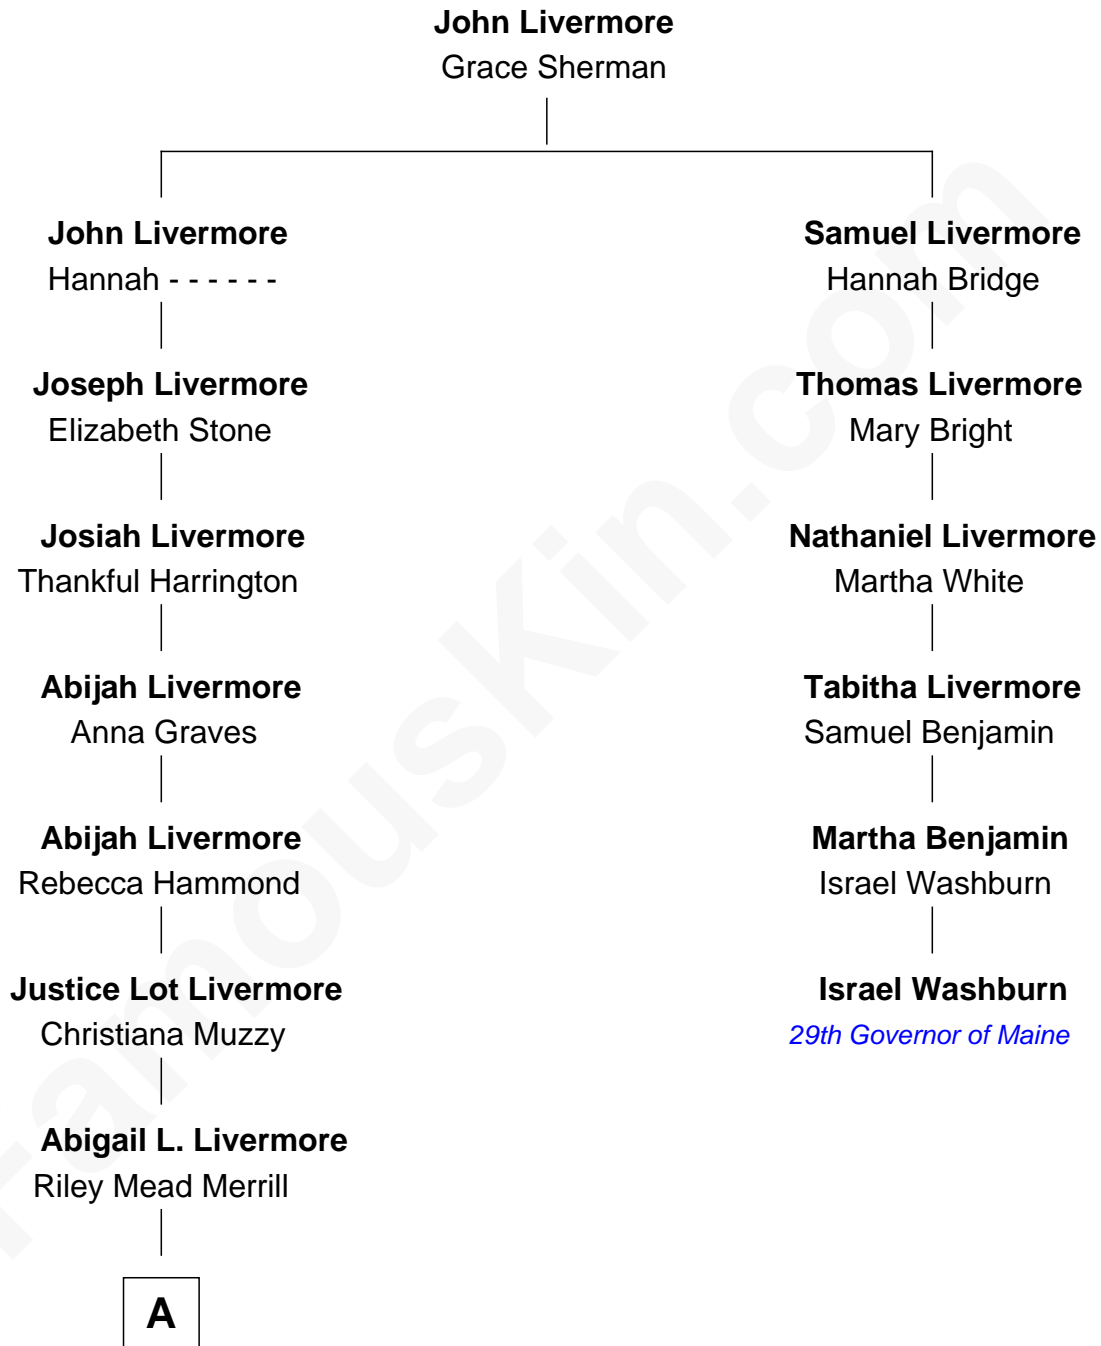 John Livermore
Grace Sherman
John Livermore
Hannah - - - - - -
Samuel Livermore
Hannah Bridge
Joseph Livermore
Elizabeth Stone
Thomas Livermore
Mary Bright
Josiah Livermore
Thankful Harrington
Nathaniel Livermore
Martha White
Abijah Livermore
Anna Graves
Tabitha Livermore
Samuel Benjamin
Abijah Livermore
Rebecca Hammond
Martha Benjamin
Israel Washburn
Justice Lot Livermore
Christiana Muzzy
Israel Washburn
29th Governor of Maine
Abigail L. Livermore
Riley Mead Merrill
A
FamousKin.com